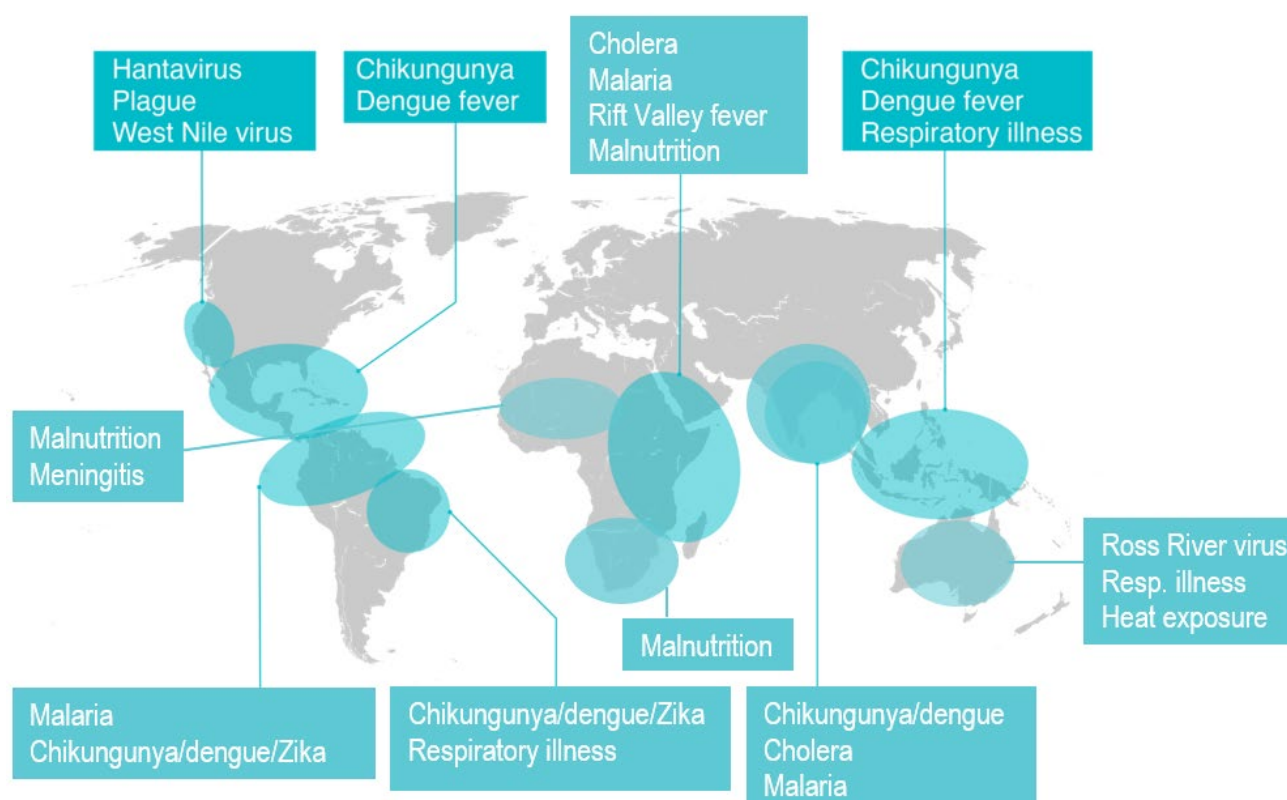 Hantavirus
Plague
West Nile virus
Chikungunya
Dengue fever
Cholera
Malaria
Rift Valley fever
Malnutrition
Chikungunya
Dengue fever
Respiratory illness
Malnutrition
Meningitis
Ross River virus
Resp. illness
Heat exposure
Malnutrition
Malaria
Chikungunya/dengue/Zika
Chikungunya/dengue/Zika
Respiratory illness
Chikungunya/dengue
Cholera
Malaria